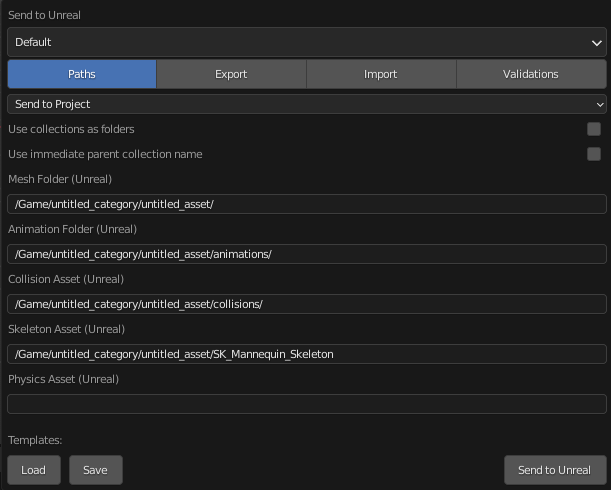 Send to Unreal
Default
Paths Export Import Validations
Send to Project
Use collections as folders
Use immediate parent collection name
Mesh Folder (Unreal)
/Game/untitled_category/untitled_asset/
Animation Folder (Unreal)
/Game/untitled_category/untitled_asset/animations/
Collision Asset (Unreal)
/Game/untitled_category/untitled_asset/collisions/
Skeleton Asset (Unreal)
/Game/untitled_category/untitled_asset/SK_Mannequin_Skeleton
Physics Asset (Unreal)
Templates:
Load Save Send to Unreal